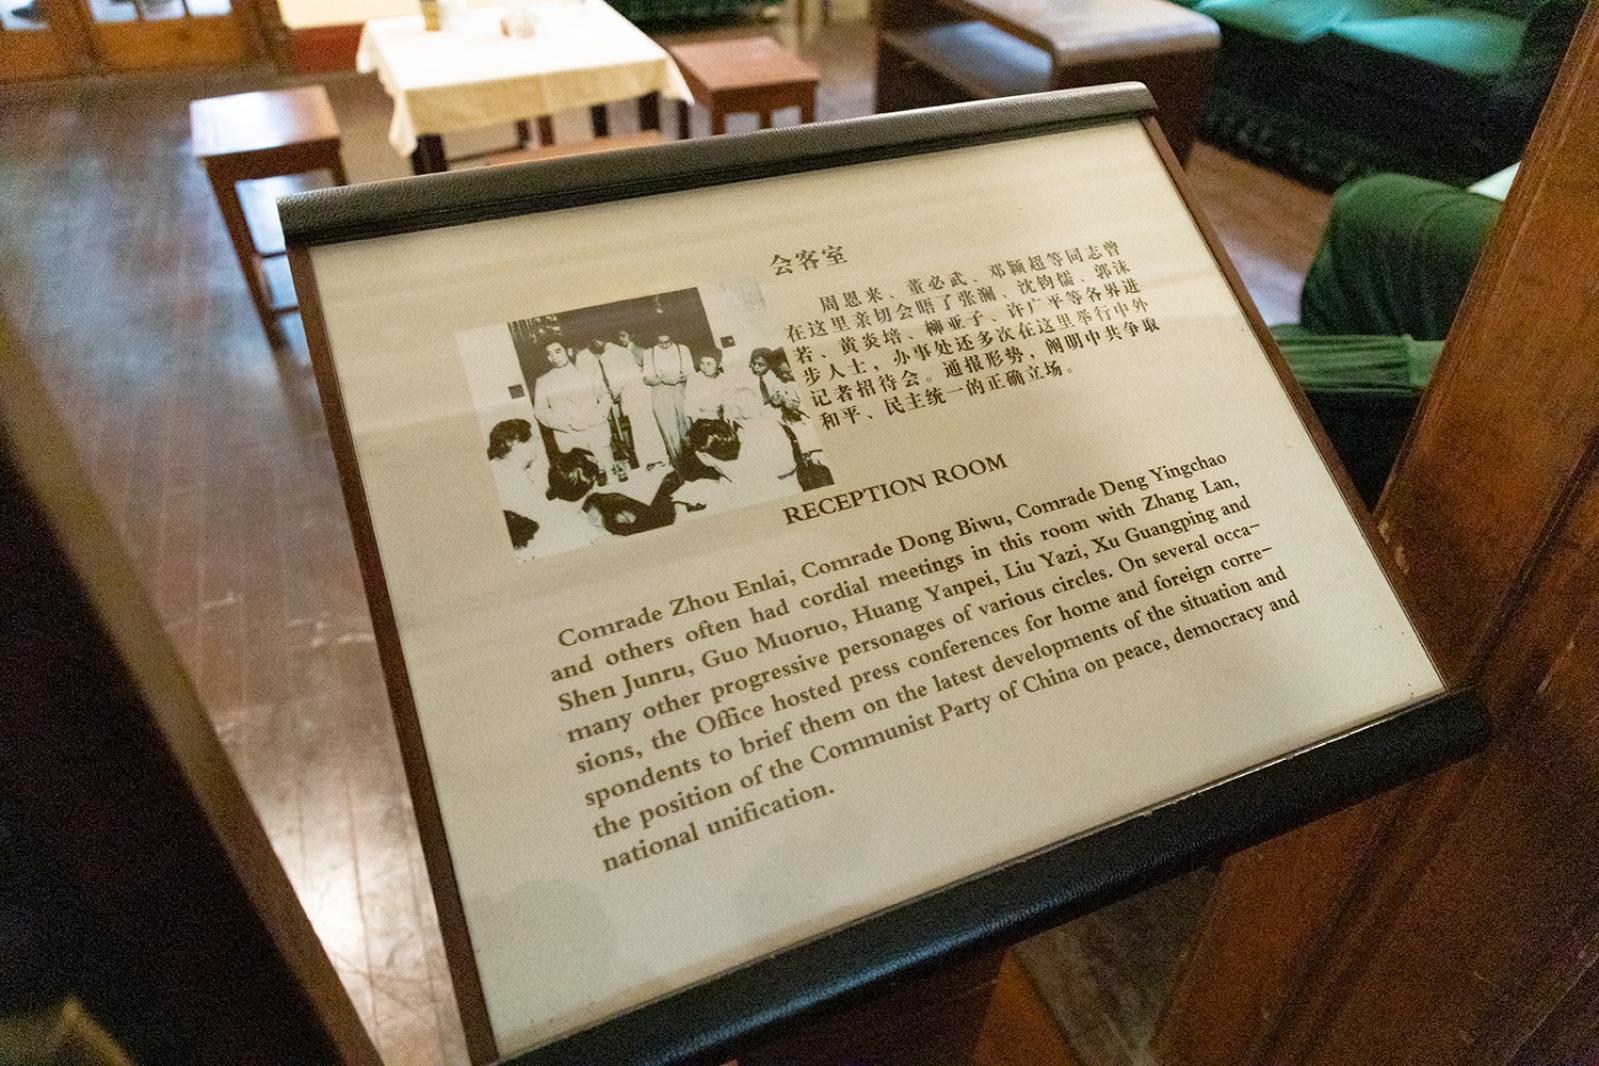 会客室
周恩来、董必武、邓颖超等同志曾
在这里亲切会晤了张澜、沈钧儒、郭沫
若、黄炎培、柳亚子、许广平等各界进
步人士，办事处还多次在这里举行中外
记者招待会。通报形势，阐明中共争取
和平、民主统一的正确立场。
RECEPTION ROOM
Comrade Zhou Enlai, Comrade Dong Biwu, Comrade Deng Yingchao
and others often had cordial meetings in this room with Zhang Lan,
Shen Junru, Guo Muoruo, Huang Yanpei, Liu Yazi, Xu Guangping and
many other progressive personages of various circles. On several occa-
sions, the Office hosted press conferences for home and foreign corre-
spondents to brief them on the latest developments of the situation and
the position of the Communist Party of China on peace, democracy and
national unification.